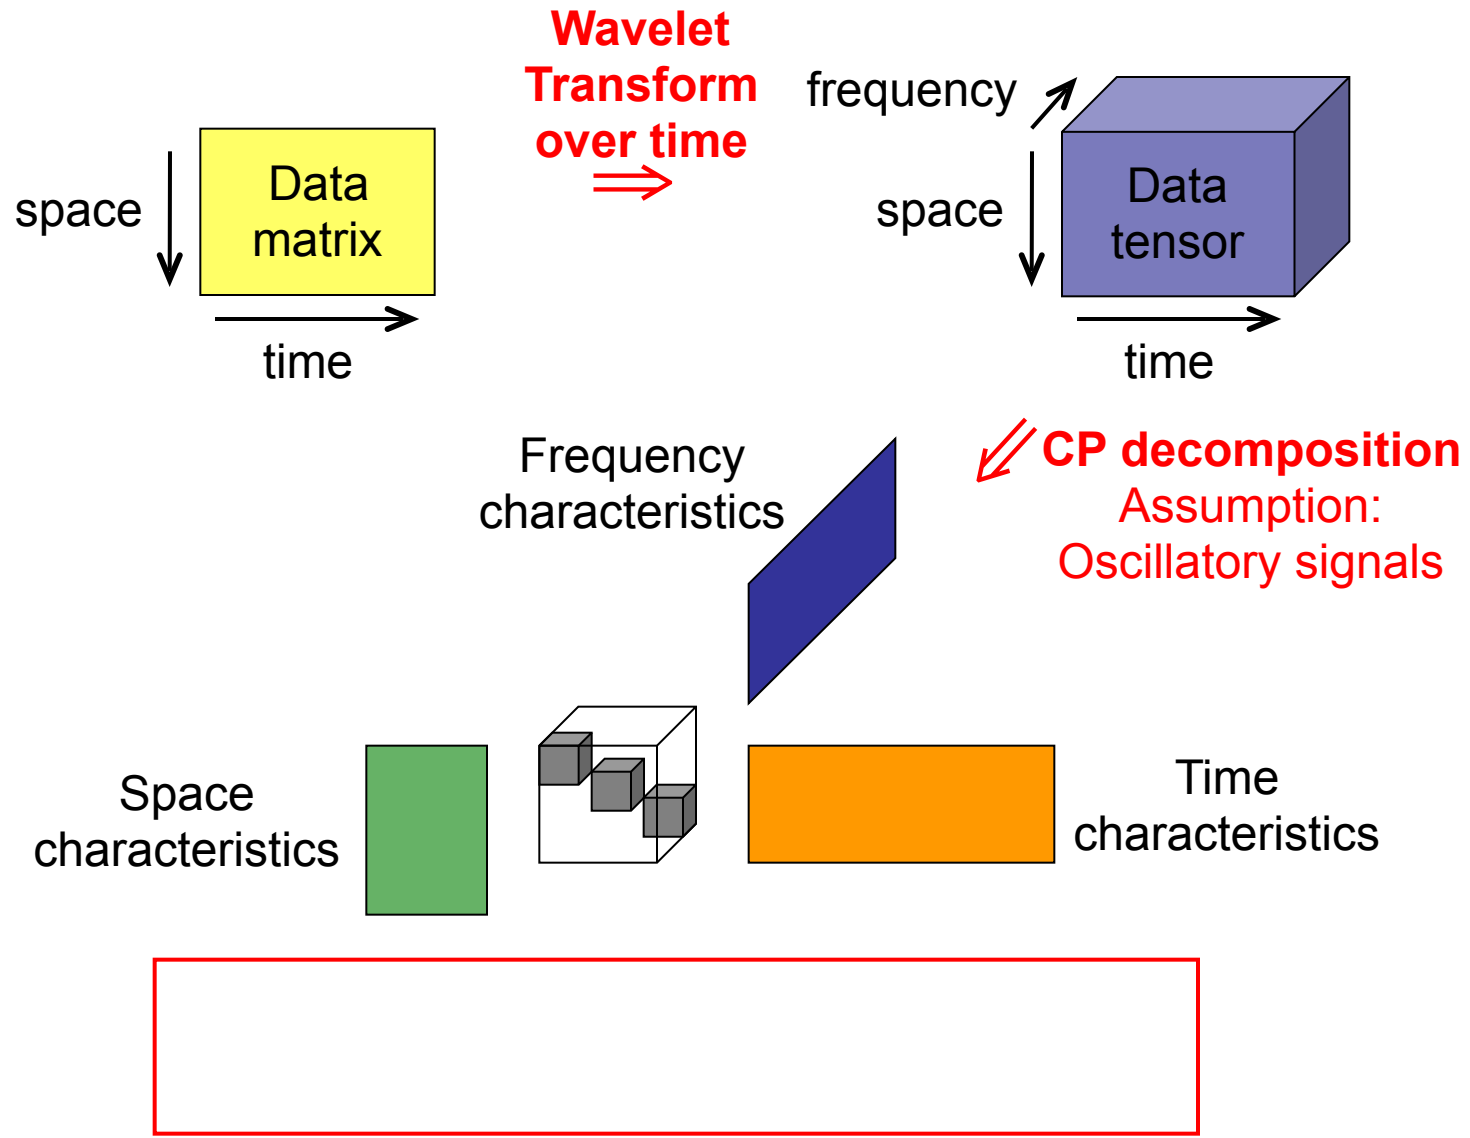 Wavelet
Transform
over time
space
Data
matrix
time
frequency
space
Data
tensor
time
CP decomposition
Assumption:
Oscillatory signals
Frequency
characteristics
Space
characteristics
Time
characteristics